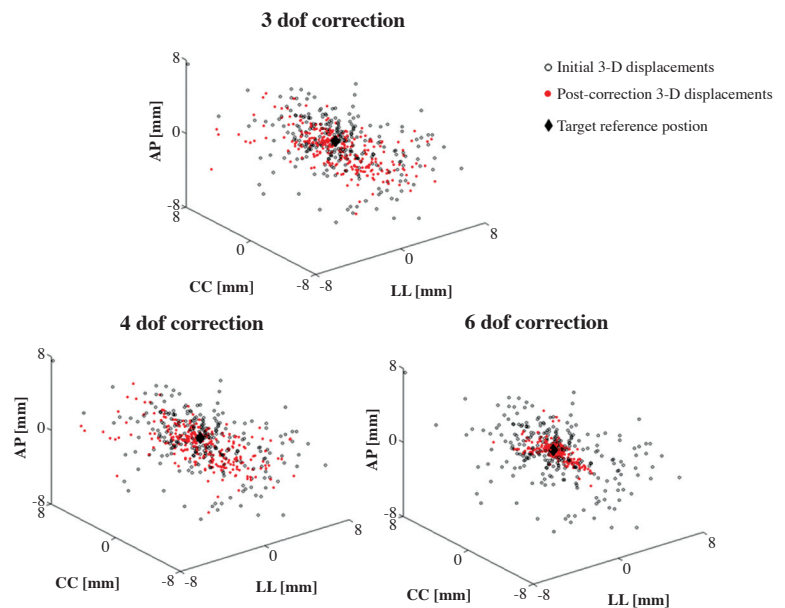 3 dof correction
8
0
-8
AP [mm]
8
0
-8
CC [mm]
-8
0
8
LL [mm]
Initial 3-D displacements
Post-correction 3-D displacements
Target reference postion
4 dof correction
8
0
-8
AP [mm]
8
0
-8
CC [mm]
-8
0
8
LL [mm]
6 dof correction
8
0
-8
AP [mm]
8
0
-8
CC [mm]
-8
0
8
LL [mm]